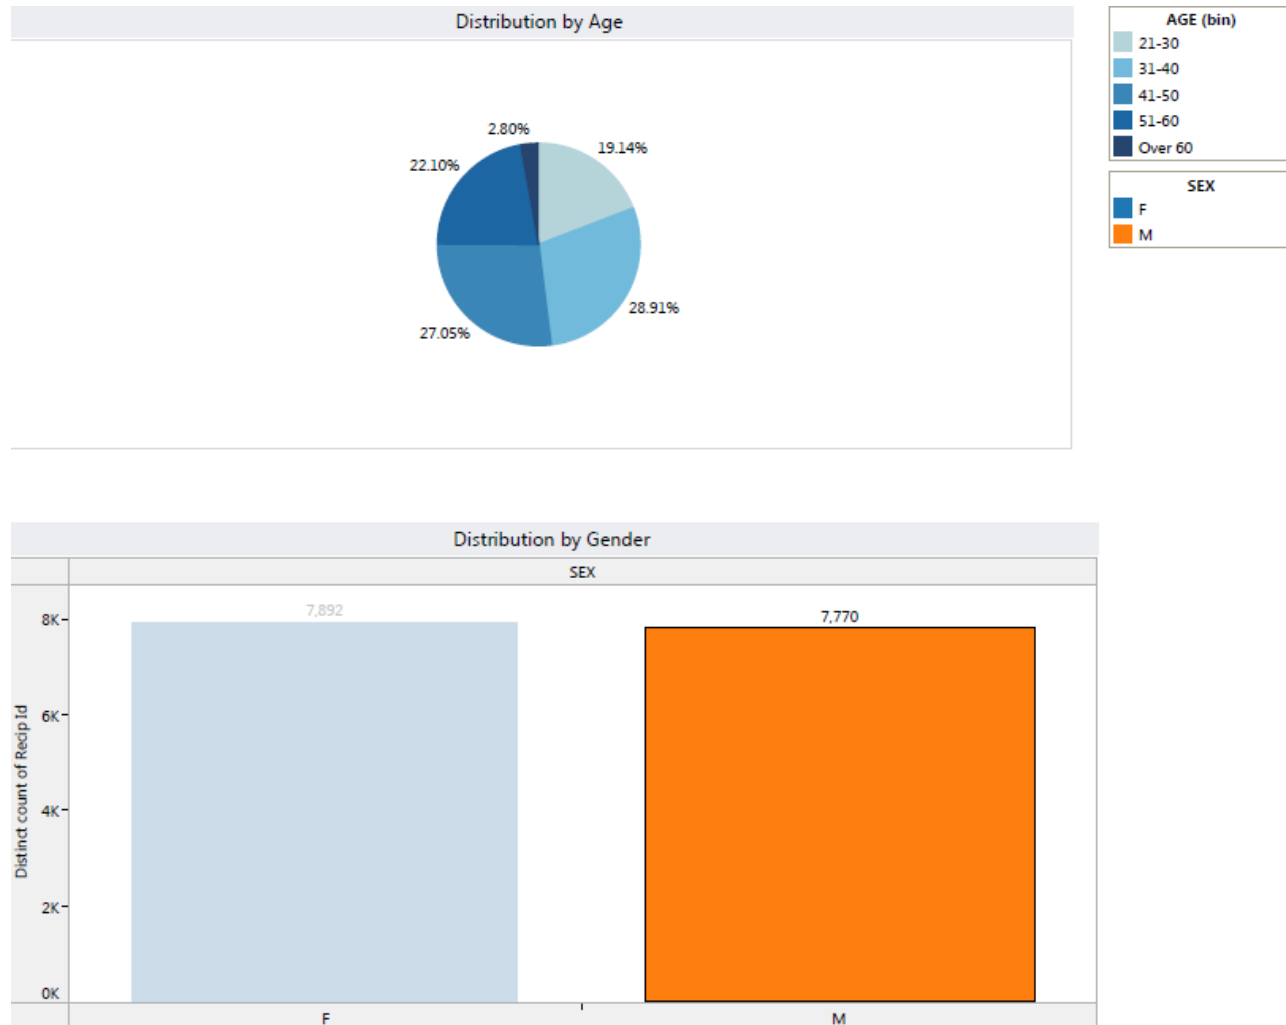 Distribution by Age
2.80%
19.14%
22.10%
28.91%
27.05%
AGE (bin)
21-30
31-40
41-50
51-60
Over 60
SEX
F
M
Distribution by Gender
SEX
7,892
7,770
8K
6K
4K
2K
0K
Distinct count of Recip Id
F
M